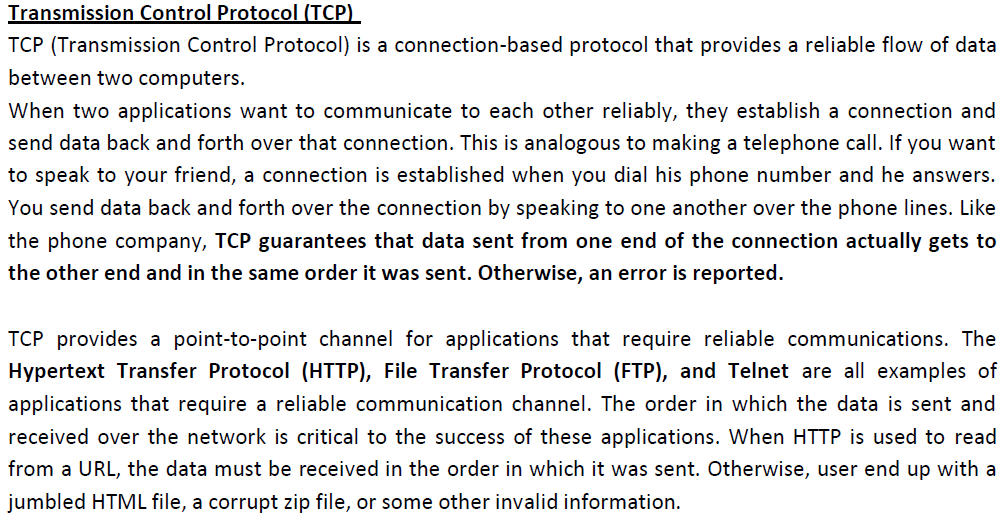 Transmission Control Protocol (TCP)
TCP (Transmission Control Protocol) is a connection-based protocol that provides a reliable flow of data
between two computers.
When two applications want to communicate to each other reliably, they establish a connection and
send data back and forth over that connection. This is analogous to making a telephone call. If you want
to speak to your friend, a connection is established when you dial his phone number and he answers.
You send data back and forth over the connection by speaking to one another over the phone lines. Like
the phone company, TCP guarantees that data sent from one end of the connection actually gets to
the other end and in the same order it was sent. Otherwise, an error is reported.
TCP provides a point-to-point channel for applications that require reliable communications. The
Hypertext Transfer Protocol (HTTP), File Transfer Protocol (FTP), and Telnet are all examples of
applications that require a reliable communication channel. The order in which the data is sent and
received over the network is critical to the success of these applications. When HTTP is used to read
from a URL, the data must be received in the order in which it was sent. Otherwise, user end up with a
jumbled HTML file, a corrupt zip file, or some other invalid information.